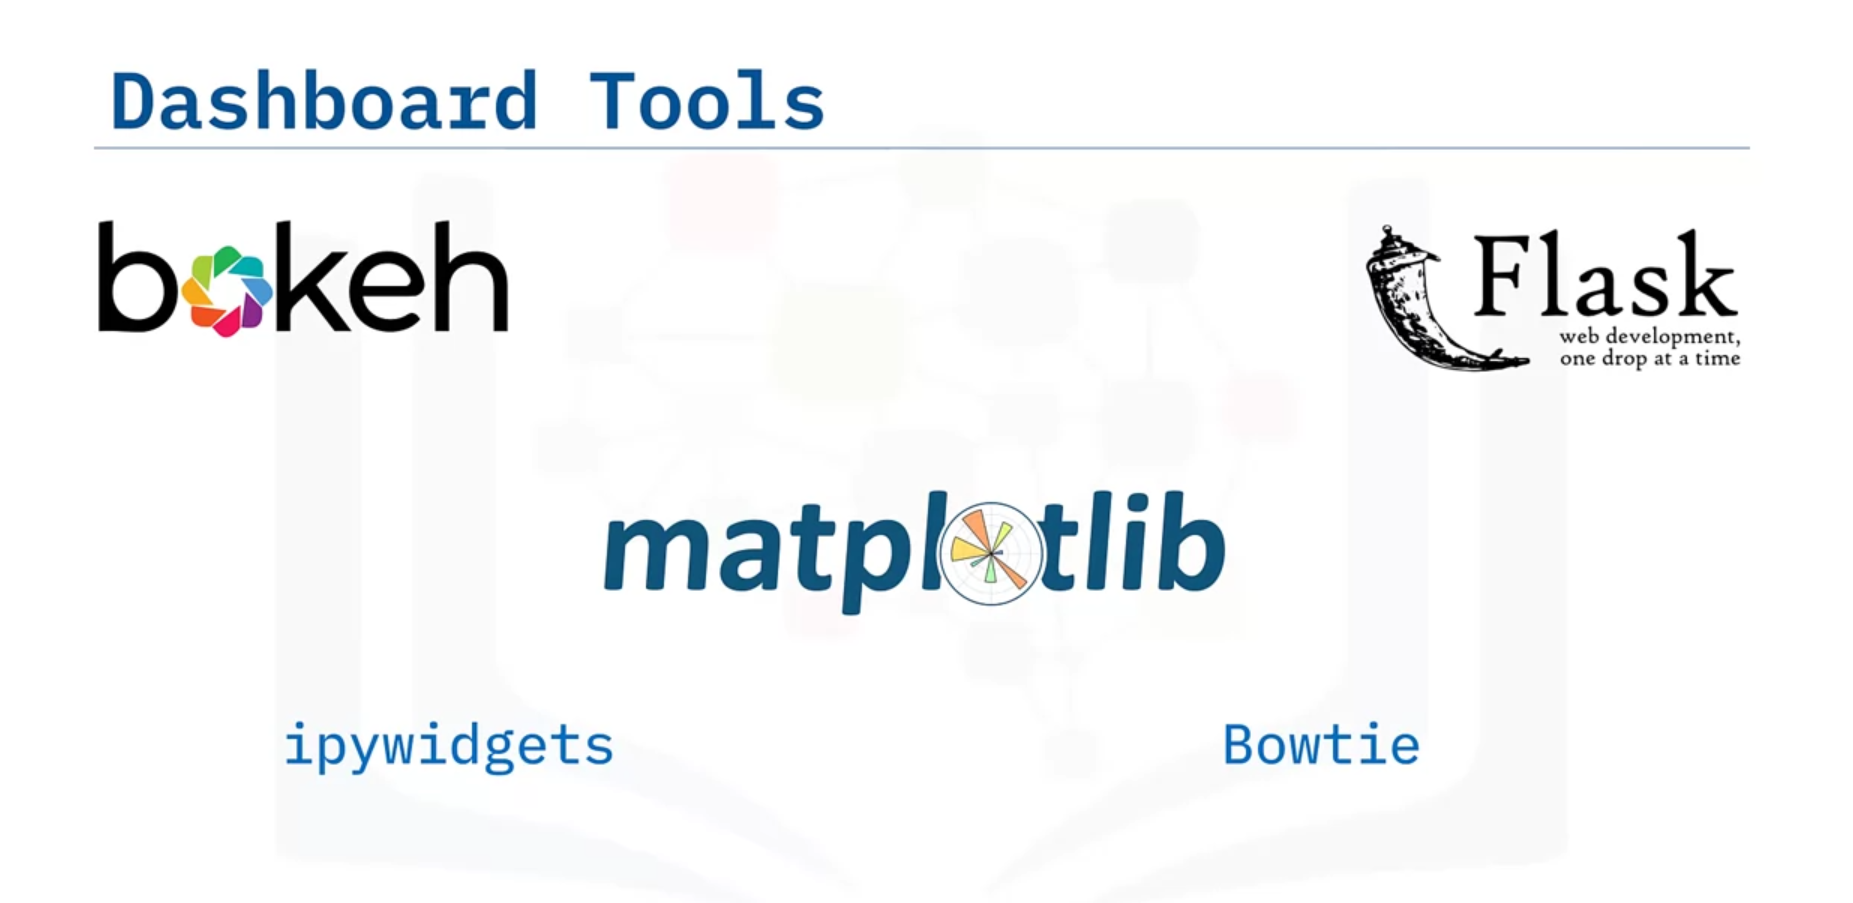 Dashboard Tools
bokeh
Flask
web development,
one drop at a time
matplotlib
ipywidgets
Bowtie